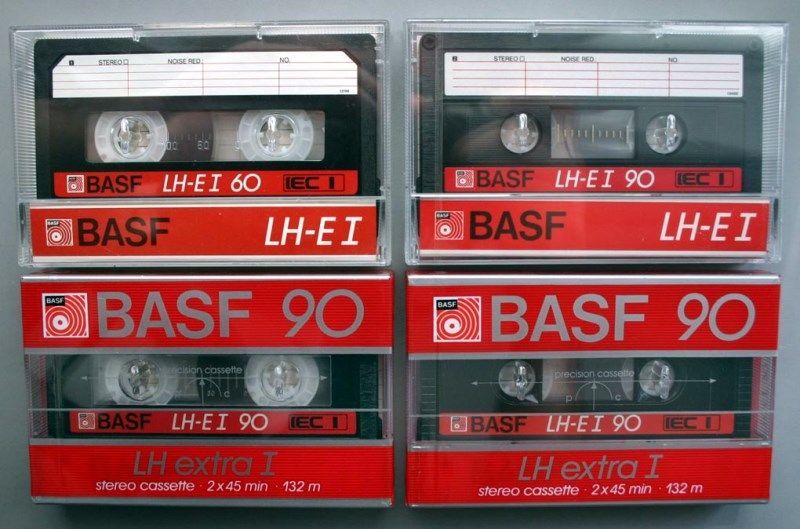 1 STEREO NOISE RED. NO.
BASF LH-E I 60 IEC I
BASF LH-E I
2 STEREO NOISE RED. NO.
BASF LH-E I 90 IEC I
BASF LH-E I
BASF BASF 90
precision cassette
BASF LH-E I 90 IEC I
LH extra I
stereo cassette · 2 x 45 min · 132 m
BASF BASF 90
precision cassette
p c
BASF LH-E I 90 IEC I
LH extra I
stereo cassette · 2 x 45 min · 132 m